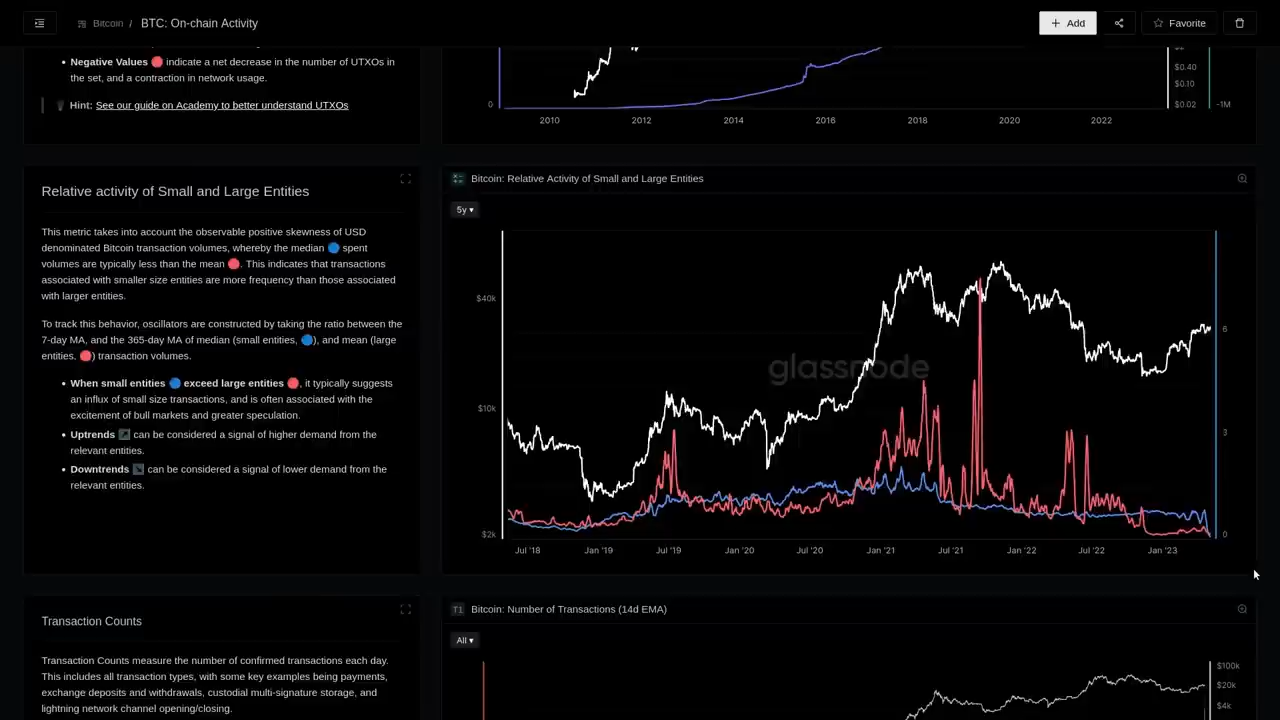 Bitcoin / BTC: On-chain Activity
Add
Favorite
Negative Values indicate a net decrease in the number of UTXOs in
the set, and a contraction in network usage.
Hint: See our guide on Academy to better understand UTXOs
0
$0.40
$0.10
$0.02
-1M
2010 2012 2014 2016 2018 2020 2022
Relative activity of Small and Large Entities
This metric takes into account the observable positive skewness of USD
denominated Bitcoin transaction volumes, whereby the median spent
volumes are typically less than the mean . This indicates that transactions
associated with smaller size entities are more frequency than those associated
with larger entities.
To track this behavior, oscillators are constructed by taking the ratio between the
7-day MA, and the 365-day MA of median (small entities, ), and mean (large
entities, ) transaction volumes.
When small entities exceed large entities , it typically suggests
an influx of small size transactions, and is often associated with the
excitement of bull markets and greater speculation.
Uptrends can be considered a signal of higher demand from the
relevant entities.
Downtrends can be considered a signal of lower demand from the
relevant entities.
Bitcoin: Relative Activity of Small and Large Entities
5y
$40k
$10k
$2k
glassnode
6
3
0
Jul '18 Jan '19 Jul '19 Jan '20 Jul '20 Jan '21 Jul '21 Jan '22 Jul '22 Jan '23
Transaction Counts
Transaction Counts measure the number of confirmed transactions each day.
This includes all transaction types, with some key examples being payments,
exchange deposits and withdrawals, custodial multi-signature storage, and
lightning network channel opening/closing.
T1 Bitcoin: Number of Transactions (14d EMA)
All
$100k
$20k
$4k